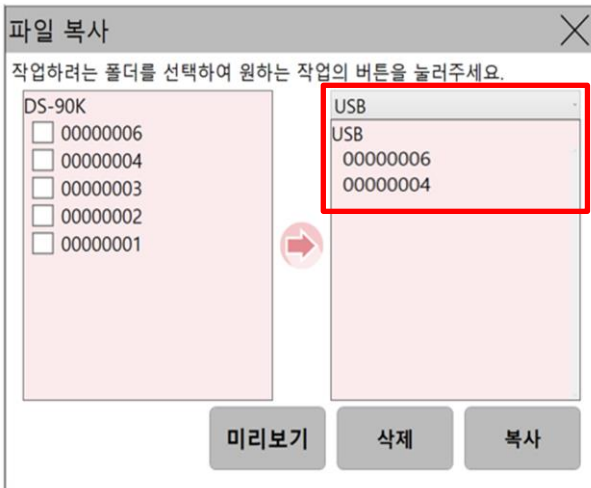 파일 복사
작업하려는 폴더를 선택하여 원하는 작업의 버튼을 눌러주세요.
DS-90K
00000006
00000004
00000003
00000002
00000001
USB
USB
00000006
00000004
미리보기
삭제
복사